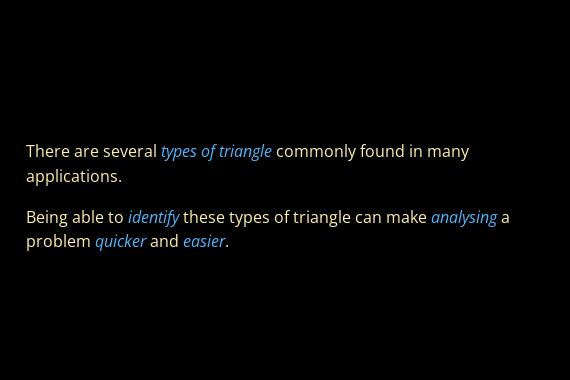 There are several types of triangle commonly found in many
applications.
Being able to identify these types of triangle can make analysing a
problem quicker and easier.